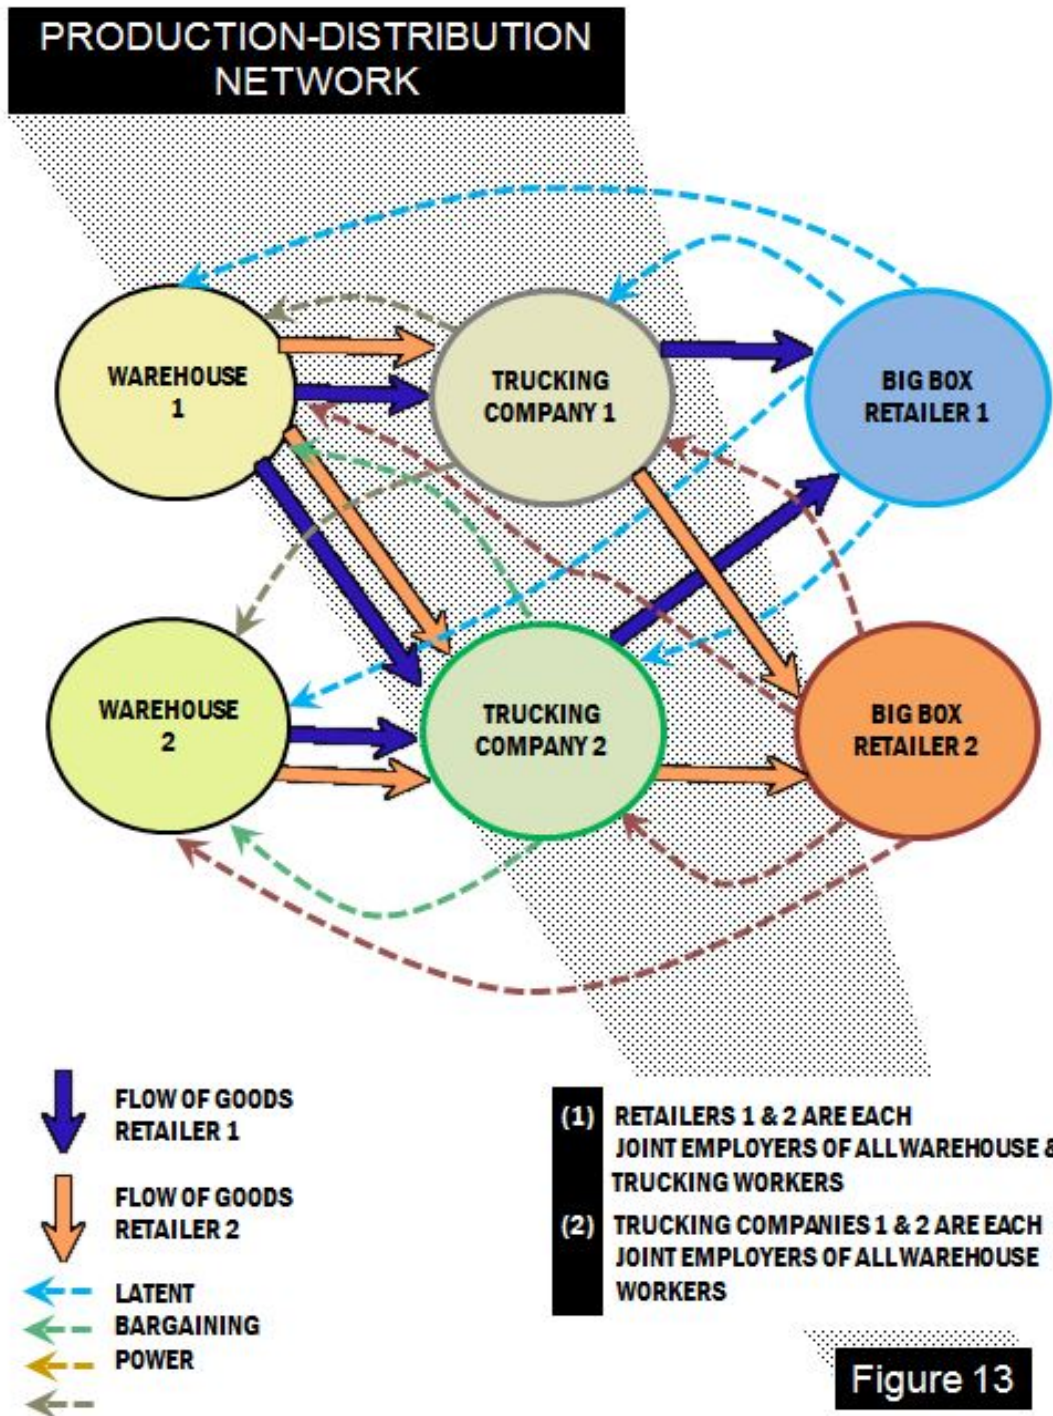 PRODUCTION-DISTRIBUTION
NETWORK
WAREHOUSE
1
TRUCKING
COMPANY 1
BIG BOX
RETAILER 1
WAREHOUSE
2
TRUCKING
COMPANY 2
BIG BOX
RETAILER 2
FLOW OF GOODS
RETAILER 1
FLOW OF GOODS
RETAILER 2
LATENT
BARGAINING
POWER
(1) RETAILERS 1 & 2 ARE EACH
JOINT EMPLOYERS OF ALL WAREHOUSE &
TRUCKING WORKERS
(2) TRUCKING COMPANIES 1 & 2 ARE EACH
JOINT EMPLOYERS OF ALL WAREHOUSE
WORKERS
Figure 13